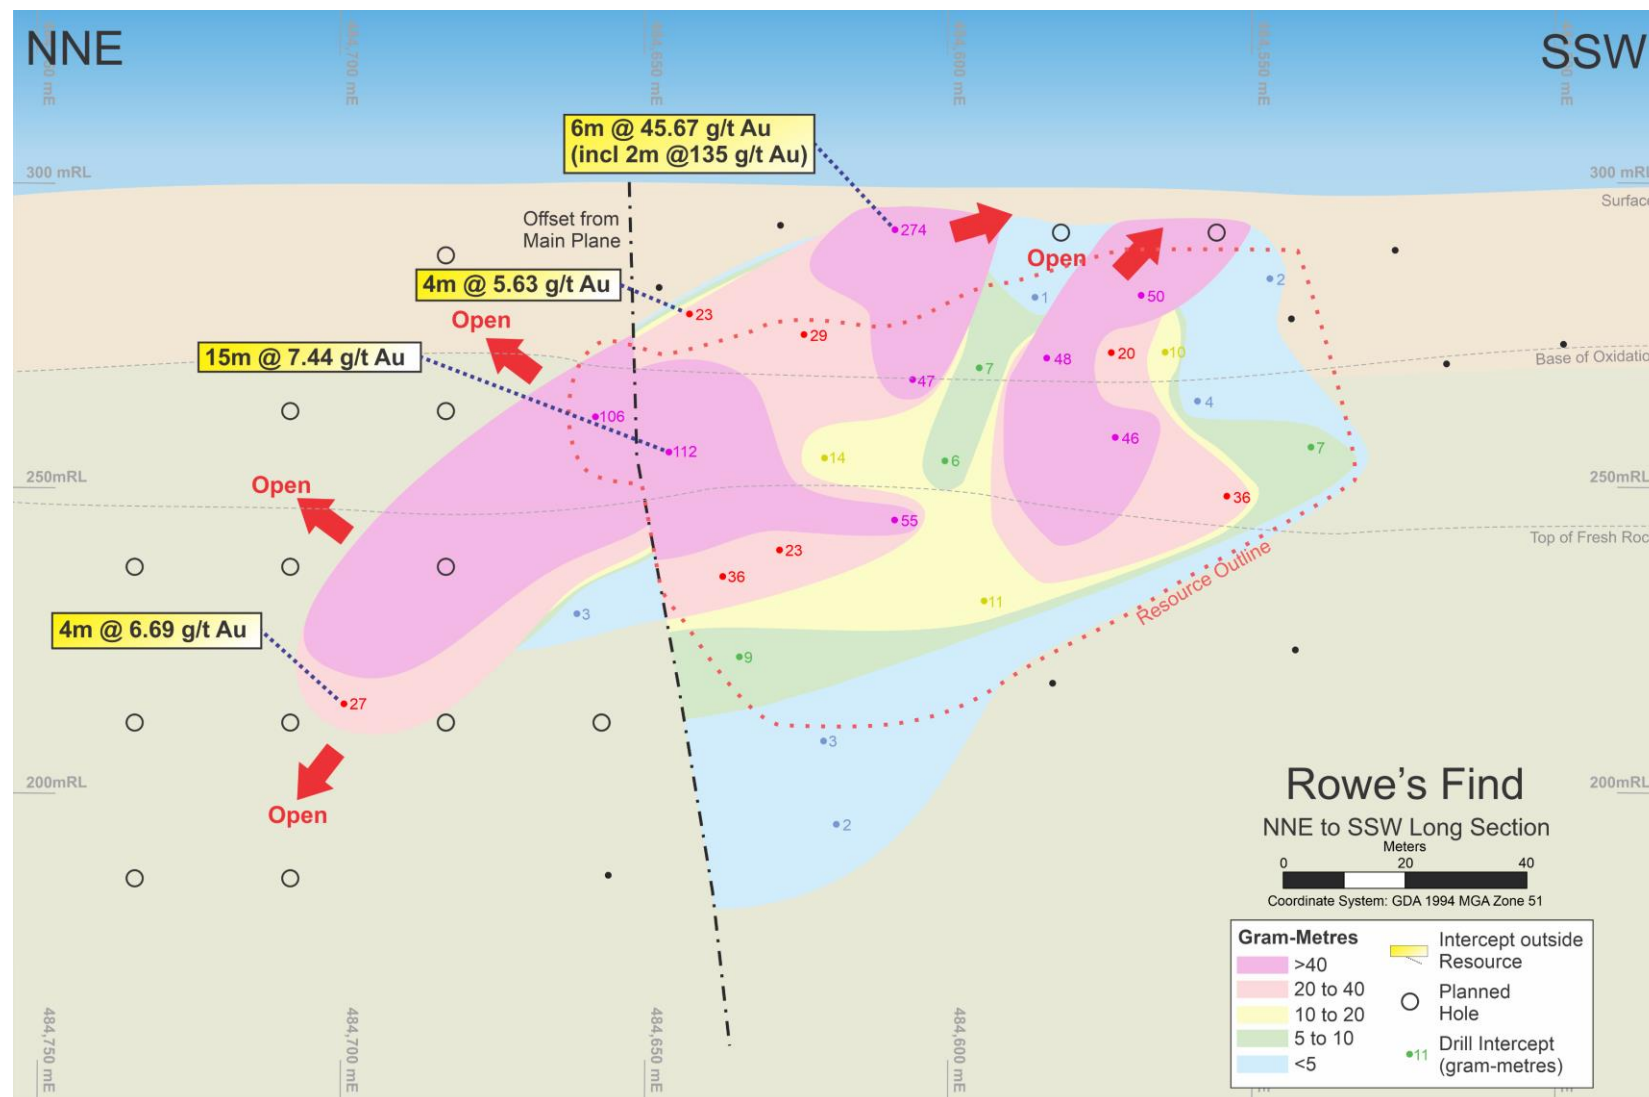 NNE
SSW
484,700 mE
484,650 mE
484,600 mE
484,550 mE
6m @ 45.67 g/t Au
(incl 2m @135 g/t Au)
300 mRL
300 mRL
Surface
Offset from
Main Plane
274
Open
4m @ 5.63 g/t Au
1
2
50
23
Open
29
15m @ 7.44 g/t Au
48
20
10
Base of Oxidatio
7
47
4
106
112
46
7
14
6
Open
250mRL
250mRL
36
55
Top of Fresh Roc
23
36
Resource Outline
3
11
4m @ 6.69 g/t Au
9
27
3
200mRL
200mRL
Open
2
Rowe's Find
NNE to SSW Long Section
Meters
0 20 40
Coordinate System: GDA 1994 MGA Zone 51
Gram-Metres
>40
20 to 40
10 to 20
5 to 10
<5
Intercept outside
Resource
Planned
Hole
11 Drill Intercept
(gram-metres)
484,750 mE
484,700 mE
484,650 mE
484,600 mE